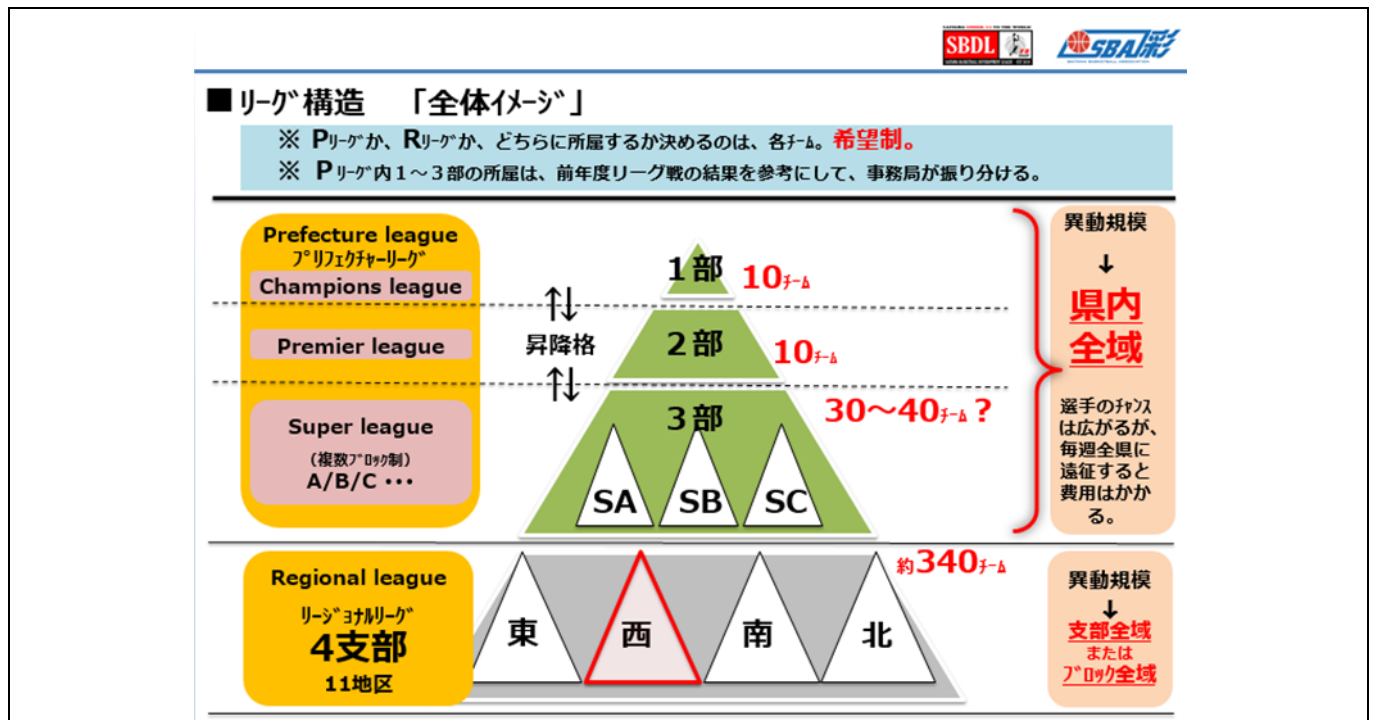 SBDL
SBA彩
■ﾘｰｸﾞ構造 「全体ｲﾒｰｼﾞ」
※ Pﾘｰｸﾞか、Rﾘｰｸﾞか、どちらに所属するか決めるのは、各ﾁｰﾑ。希望制。
※ Pﾘｰｸﾞ内１～３部の所属は、前年度リーグ戦の結果を参考にして、事務局が振り分ける。
Prefecture league
ﾌﾟﾘﾌｪｸﾁｬｰﾘｰｸﾞ
Champions league
Premier league
Super league
（複数ﾌﾞﾛｯｸ制）
A/B/C ･･･
↑↓
昇降格
↑↓
１部
10ﾁｰﾑ
２部
10ﾁｰﾑ
３部
30～40ﾁｰﾑ？
SA
SB
SC
異動規模
↓
県内
全域
選手のﾁｬﾝｽ
は広がるが、
毎週全県に
遠征すると
費用はかか
る。
Regional league
ﾘｰｼﾞｮﾅﾙﾘｰｸﾞ
4支部
11地区
東
西
南
北
約340ﾁｰﾑ
異動規模
↓
支部全域
または
ﾌﾞﾛｯｸ全域